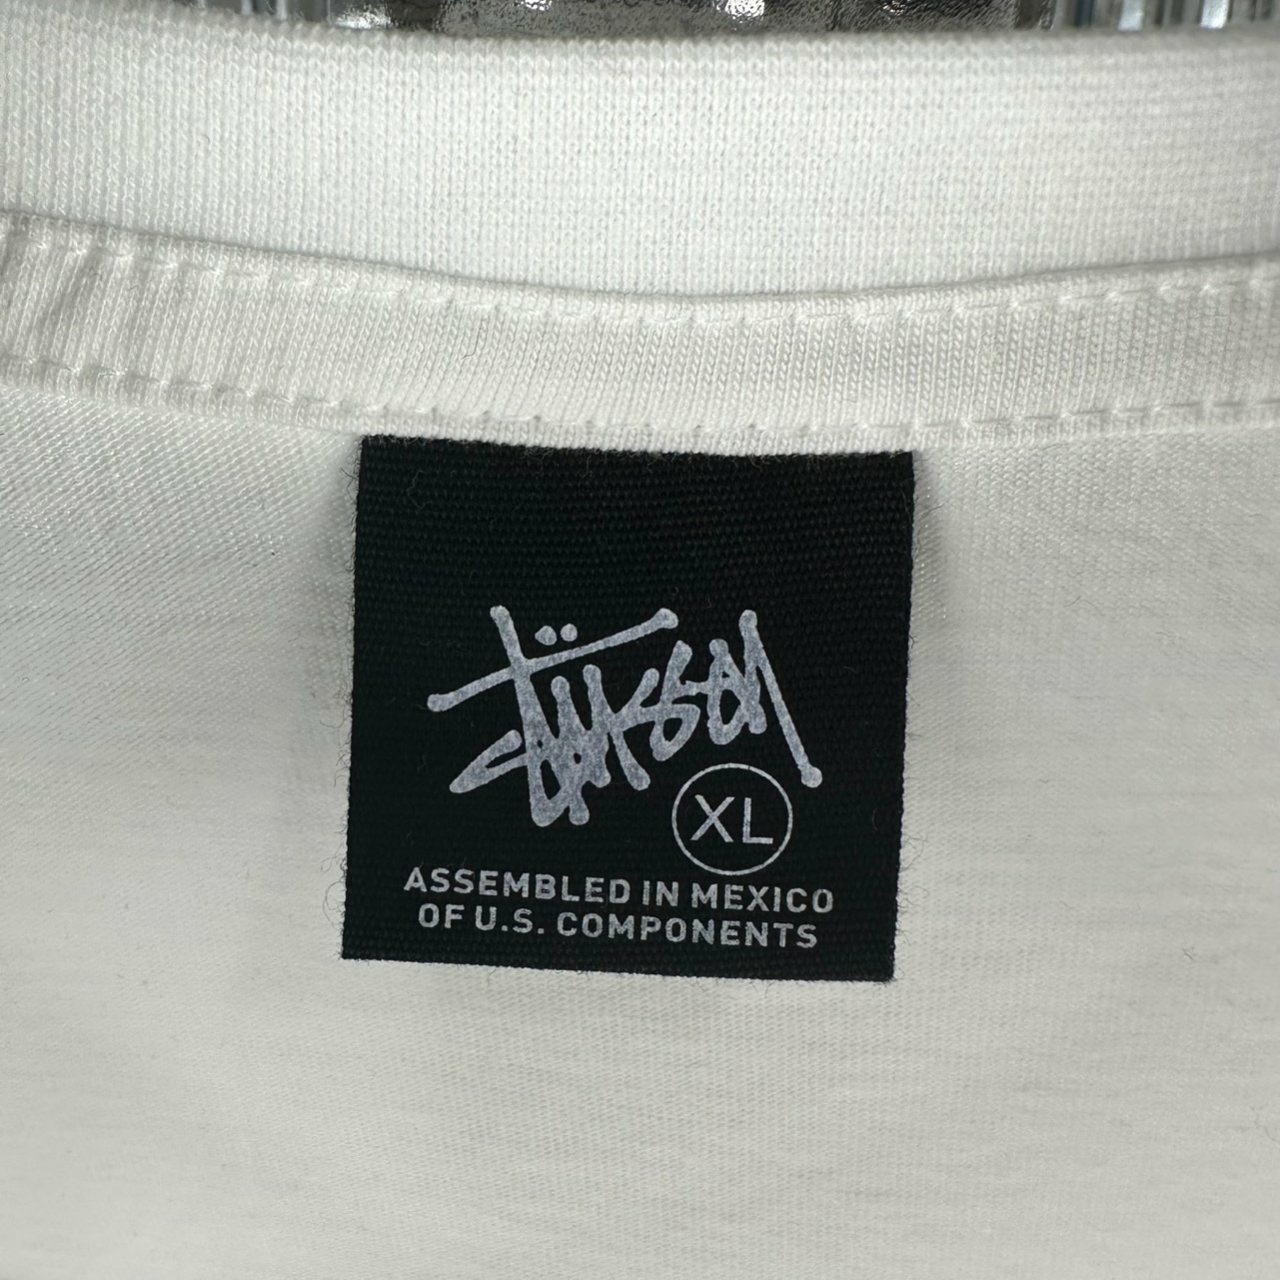 Stüssy
XL
ASSEMBLED IN MEXICO
OF U.S. COMPONENTS